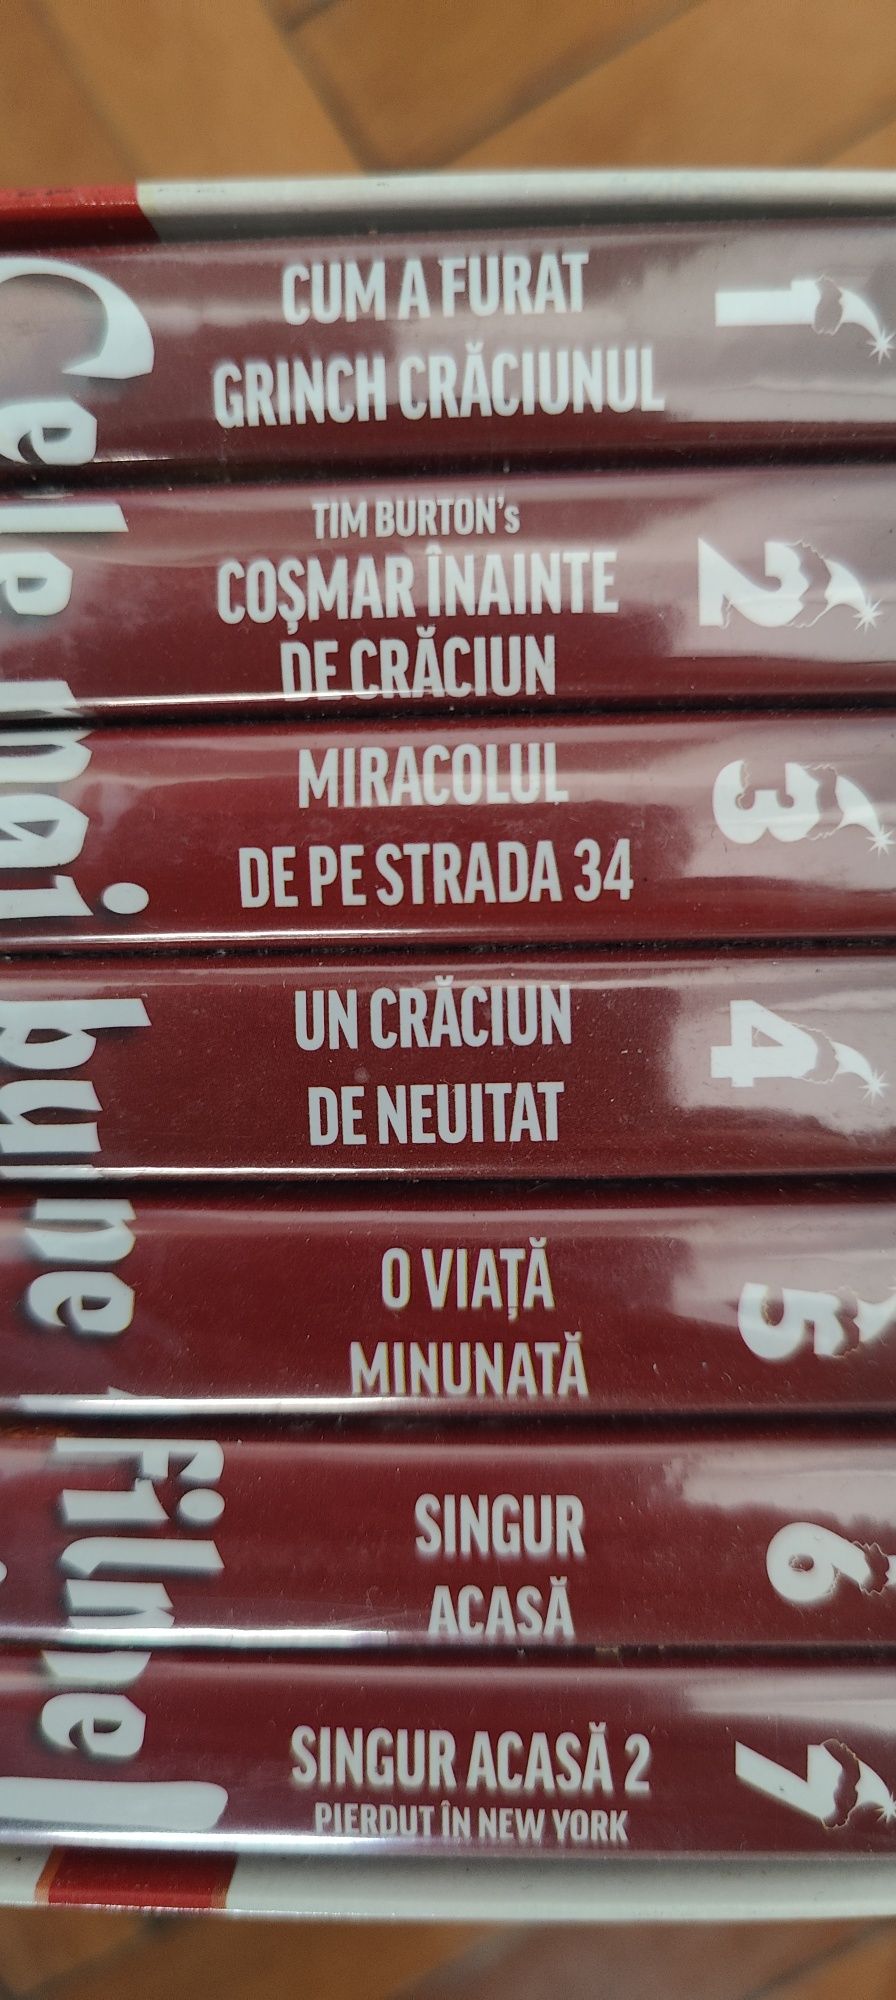 CUM A FURAT
GRINCH CRĂCIUNUL
1
TIM BURTON's
COȘMAR ÎNAINTE
DE CRĂCIUN
2
MIRACOLUL
DE PE STRADA 34
3
UN CRĂCIUN
DE NEUITAT
4
O VIAȚĂ
MINUNATĂ
5
SINGUR
ACASĂ
6
SINGUR ACASĂ 2
PIERDUT ÎN NEW YORK
7
Cele mai bune filme